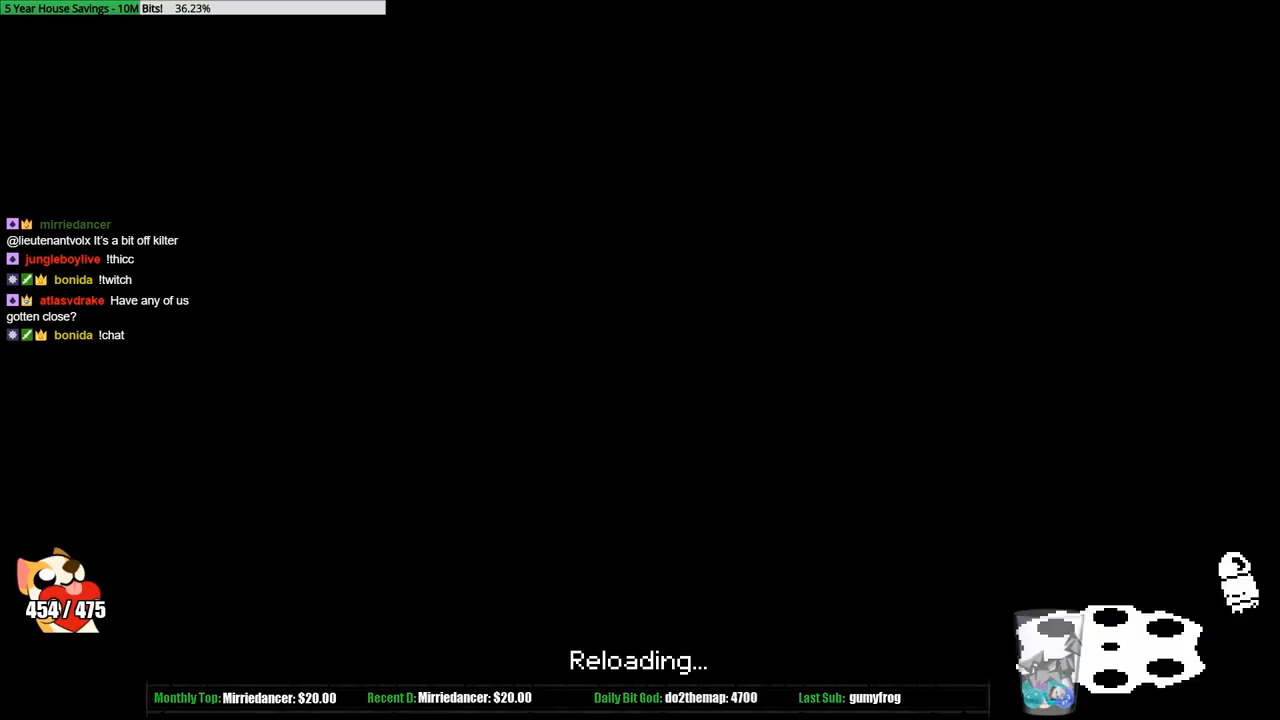 5 Year House Savings - 10M Bits! 36.23%
mirriedancer
@lieutenantvolx It's a bit off kilter
jungleboylive !thicc
bonida !twitch
atlasvdrake Have any of us
gotten close?
bonida !chat
454 / 475
Reloading...
Monthly Top: Mirriedancer: $20.00 Recent D: Mirriedancer: $20.00 Daily Bit God: do2themap: 4700 Last Sub: gumyfrog